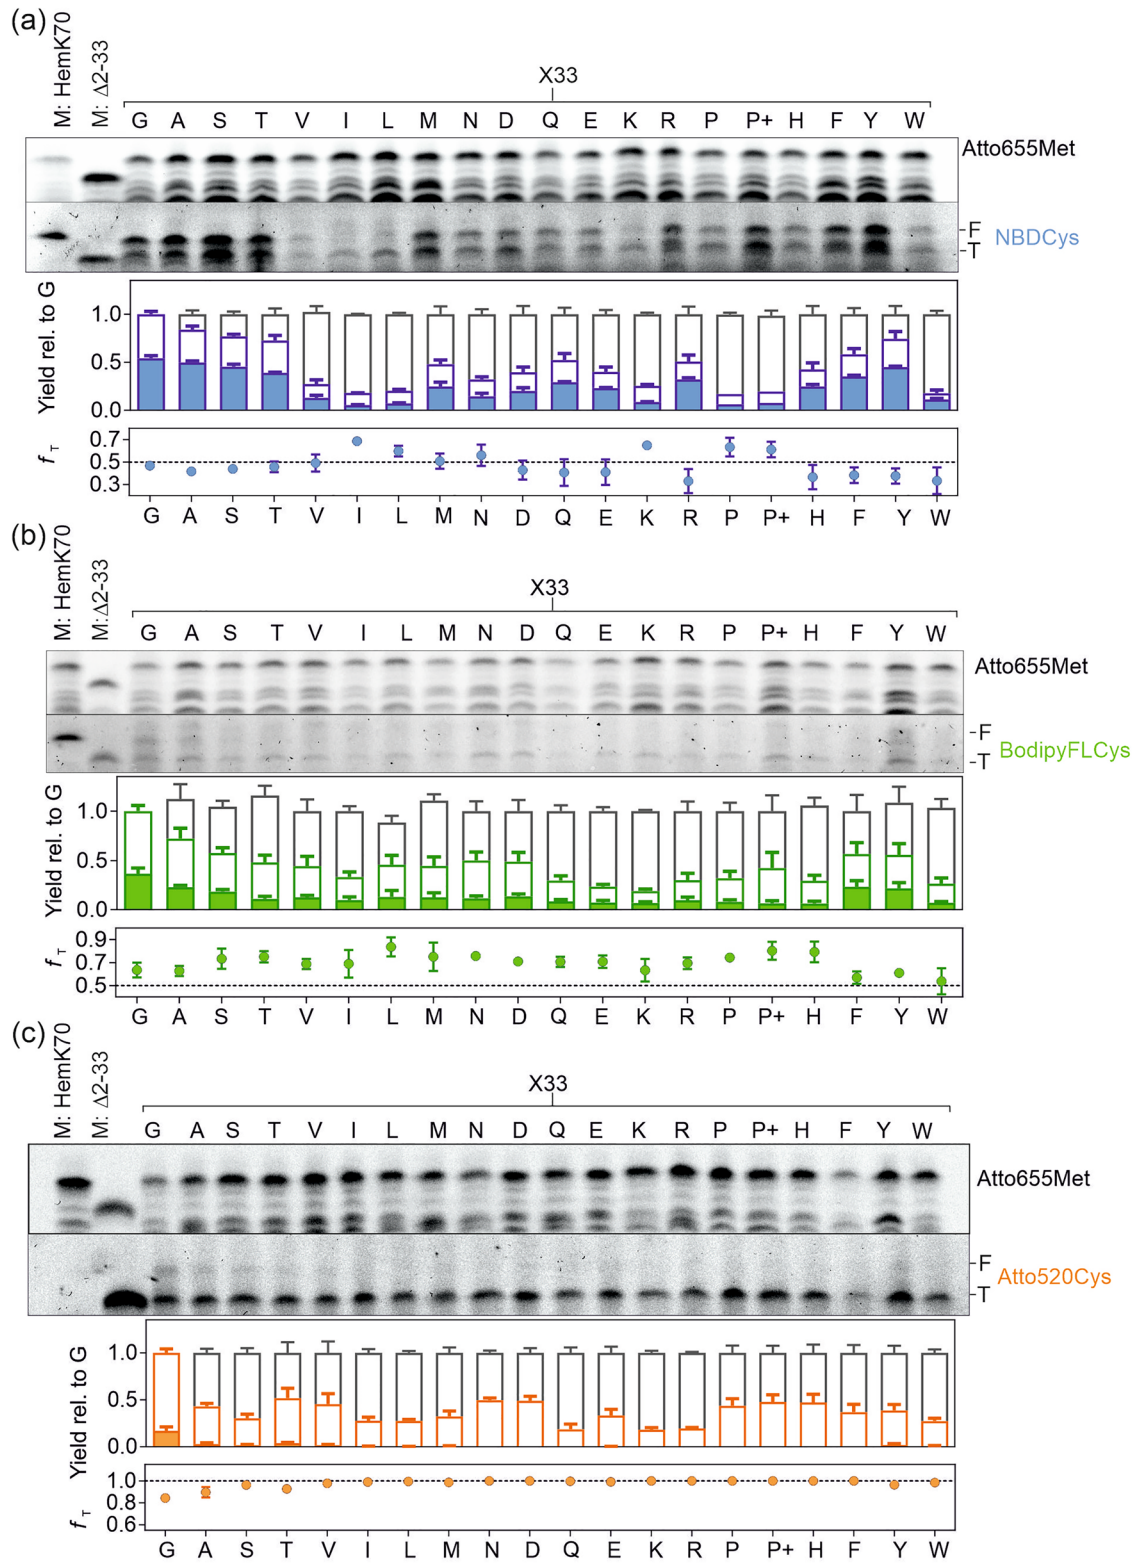 (a)
M: HemK70
M: Δ2-33
X33
G A S T V I L M N D Q E K R P P+ H F Y W
Atto655Met
-F
NBDCys
-T
Yield rel. to G
1.0
0.5
0.0
f T
0.7
0.5
0.3
G A S T V I L M N D Q E K R P P+ H F Y W
(b)
M: HemK70
M:Δ2-33
X33
G A S T V I L M N D Q E K R P P+ H F Y W
Atto655Met
-F
BodipyFLCys
-T
Yield rel. to G
1.0
0.5
0.0
f T
0.9
0.7
0.5
G A S T V I L M N D Q E K R P P+ H F Y W
(c)
M: HemK70
M: Δ2-33
X33
G A S T V I L M N D Q E K R P P+ H F Y W
Atto655Met
-F
Atto520Cys
-T
Yield rel. to G
1.0
0.5
0.0
f T
1.0
0.8
0.6
G A S T V I L M N D Q E K R P P+ H F Y W